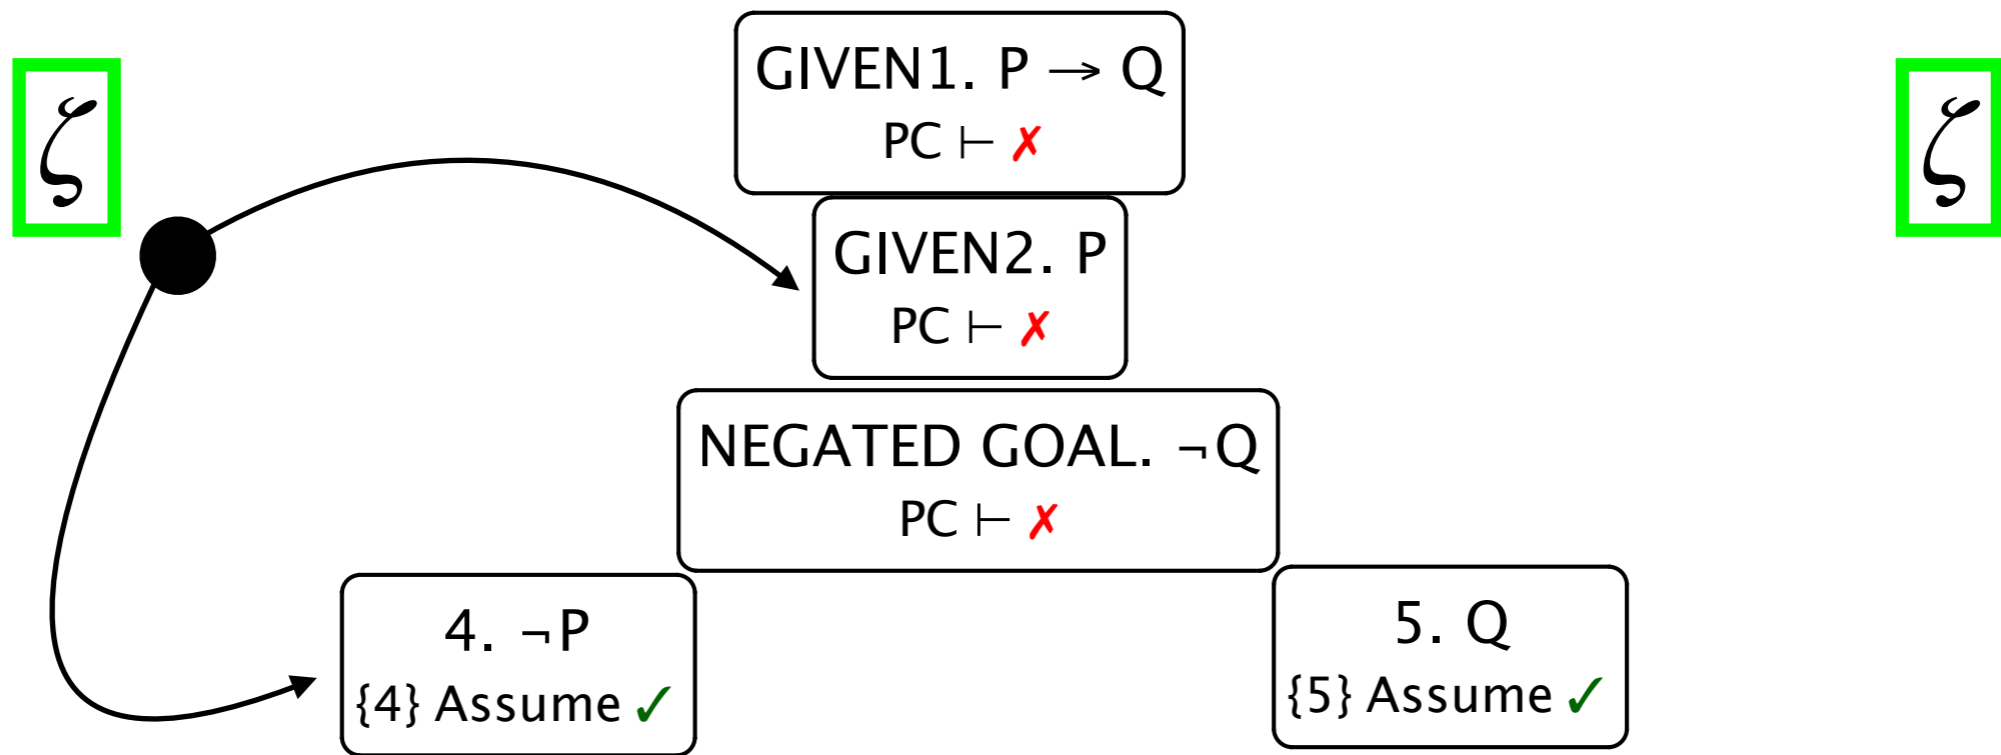 ζ
GIVEN1. P → Q
PC ⊢ ✗
ζ
GIVEN2. P
PC ⊢ ✗
NEGATED GOAL. ¬Q
PC ⊢ ✗
4. ¬P
{4} Assume ✓
5. Q
{5} Assume ✓